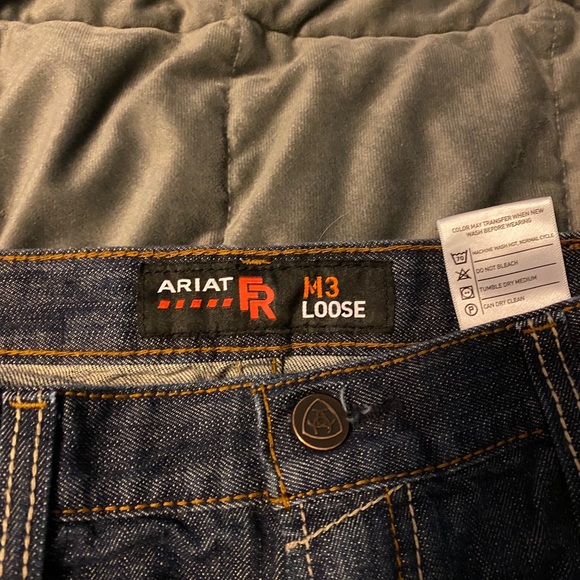 ARIAT FR M3
LOOSE
COLOR MAY TRANSFER WHEN NEW
WASH BEFORE WEARING
MACHINE WASH HOT, NORMAL CYCLE
DO NOT BLEACH
TUMBLE DRY MEDIUM
P CAN DRY CLEAN